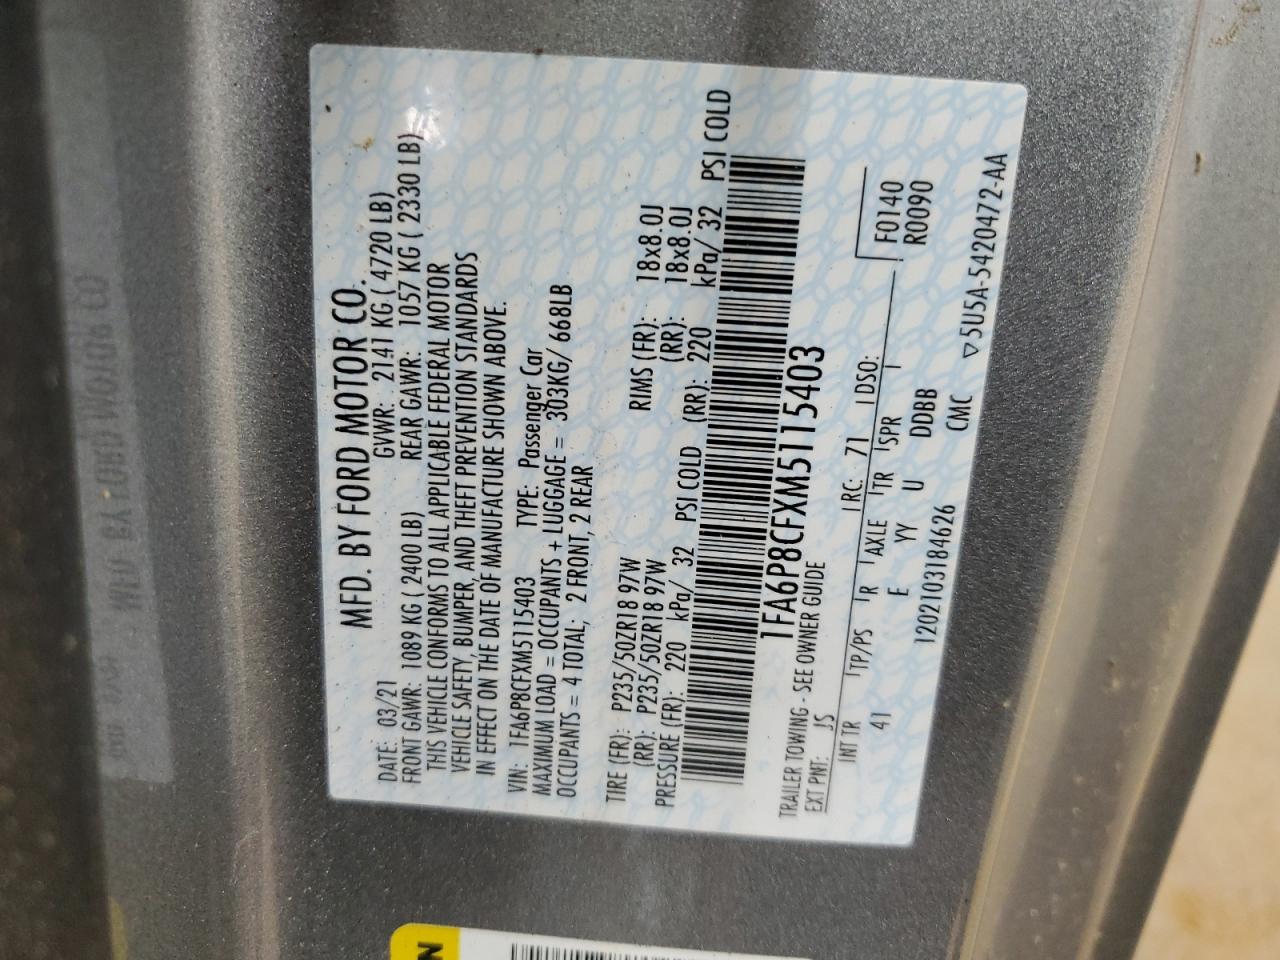 MFD. BY FORD MOTOR CO.
DATE: 03/21 GVWR: 2141 KG ( 4720 LB)
FRONT GAWR: 1089 KG ( 2400 LB) REAR GAWR: 1057 KG ( 2330 LB)
THIS VEHICLE CONFORMS TO ALL APPLICABLE FEDERAL MOTOR
VEHICLE SAFETY, BUMPER, AND THEFT PREVENTION STANDARDS
IN EFFECT ON THE DATE OF MANUFACTURE SHOWN ABOVE.
VIN: 1FA6P8CFXM5115403 TYPE: Passenger Car
MAXIMUM LOAD = OCCUPANTS + LUGGAGE = 303KG/ 668LB
OCCUPANTS = 4 TOTAL; 2 FRONT, 2 REAR
TIRE (FR): P235/50ZR18 97W RIMS (FR): 18x8.0J
(RR): P235/50ZR18 97W (RR): 18x8.0J
PRESSURE (FR): 220 kPa/ 32 PSI COLD (RR): 220 kPa/ 32 PSI COLD
1FA6P8CFXM5115403
TRAILER TOWING - SEE OWNER GUIDE
EXT PNT: JS RC: 71 DSO:
INT TR TP/PS R AXLE TR SPR
F0140
41 E YY U DDBB R0090
1202103184626 CMC ▽5U5A-5420472-AA